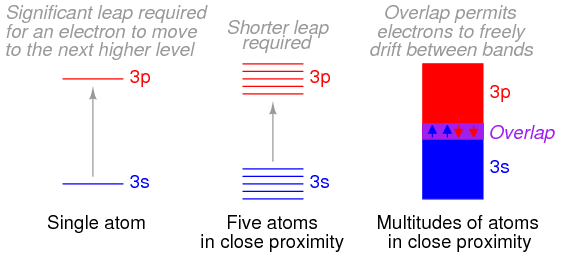 Significant leap required
for an electron to move
to the next higher level
3p
3s
Single atom
Shorter leap
required
3p
3s
Five atoms
in close proximity
Overlap permits
electrons to freely
drift between bands
3p
Overlap
3s
Multitudes of atoms
in close proximity